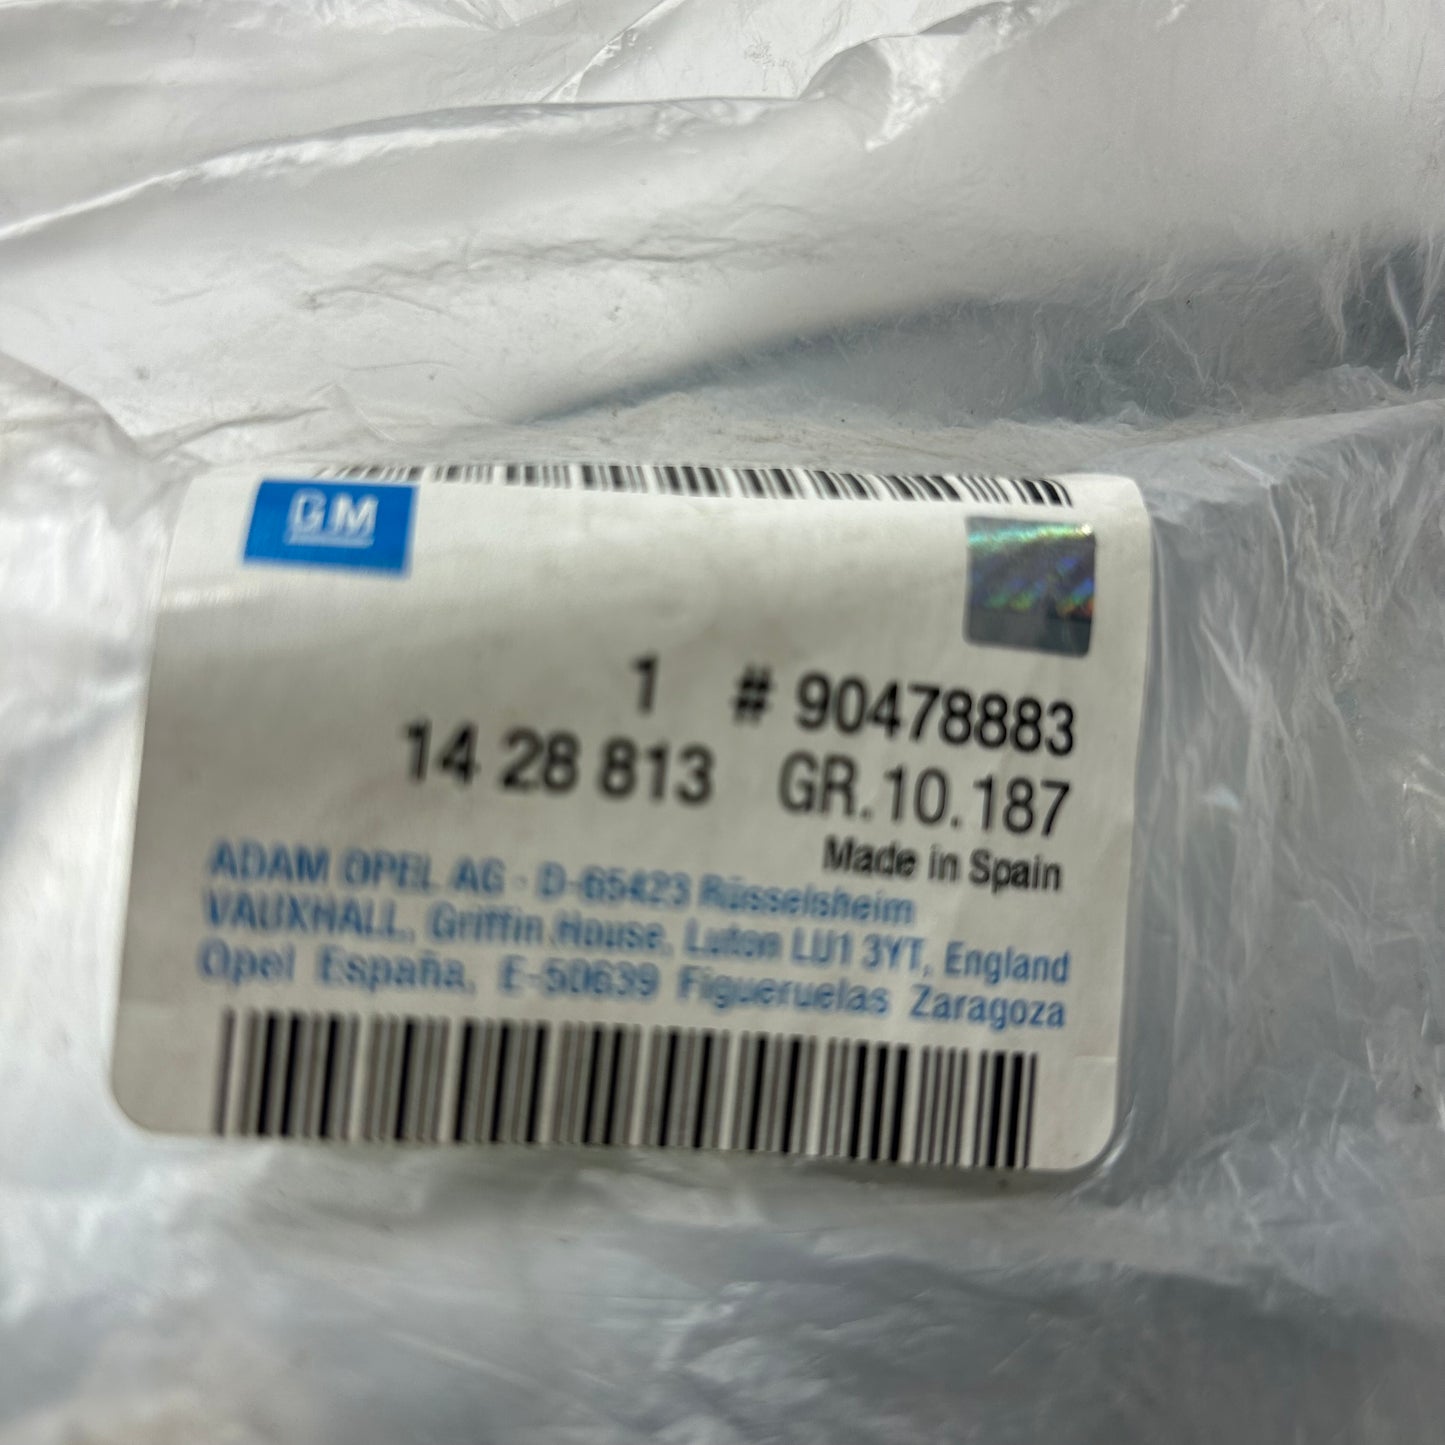 GM
1 # 90478883
14 28 813 GR.10.187
Made in Spain
ADAM OPEL AG - D-65423 Rüsselsheim
VAUXHALL, Griffin House, Luton LU1 3YT, England
Opel España, E-50639 Figueruelas Zaragoza